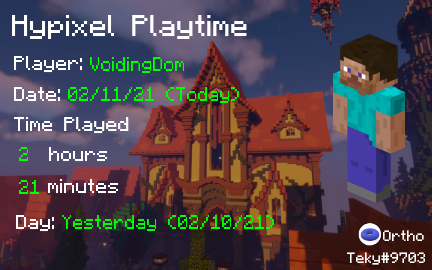 Hypixel Playtime
Player: VoidingDom
Date: 02/11/21 (Today)
Time Played
2 hours
21 minutes
Day: Yesterday (02/10/21)
Ortho
Teky#9703